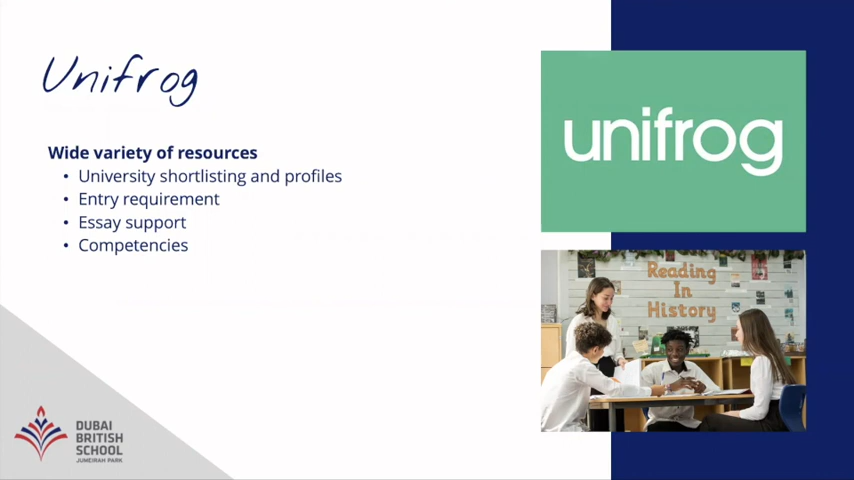 Unifrog
Wide variety of resources
• University shortlisting and profiles
• Entry requirement
• Essay support
• Competencies
unifrog
Reading
In
History
DUBAI
BRITISH
SCHOOL
JUMEIRAH PARK